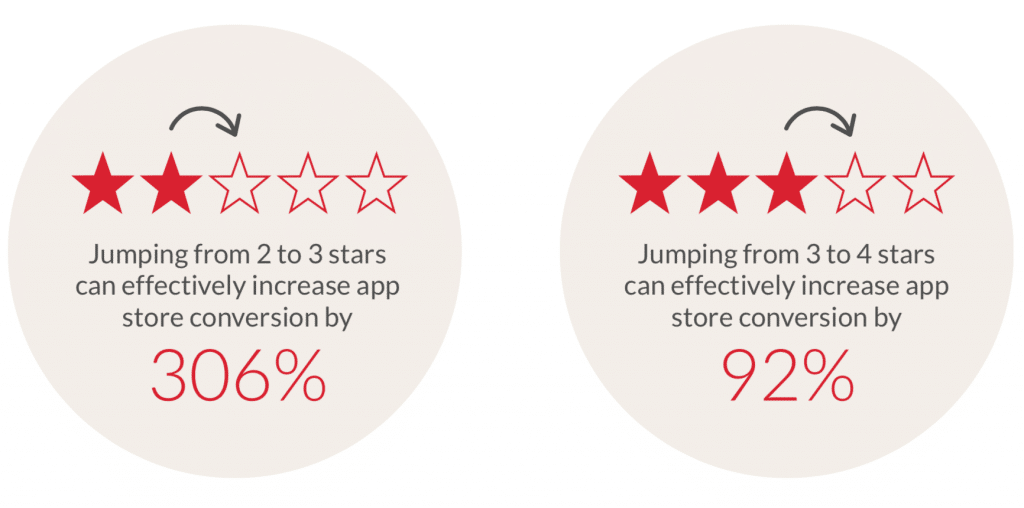 Jumping from 2 to 3 stars
can effectively increase app
store conversion by
306%
Jumping from 3 to 4 stars
can effectively increase app
store conversion by
92%